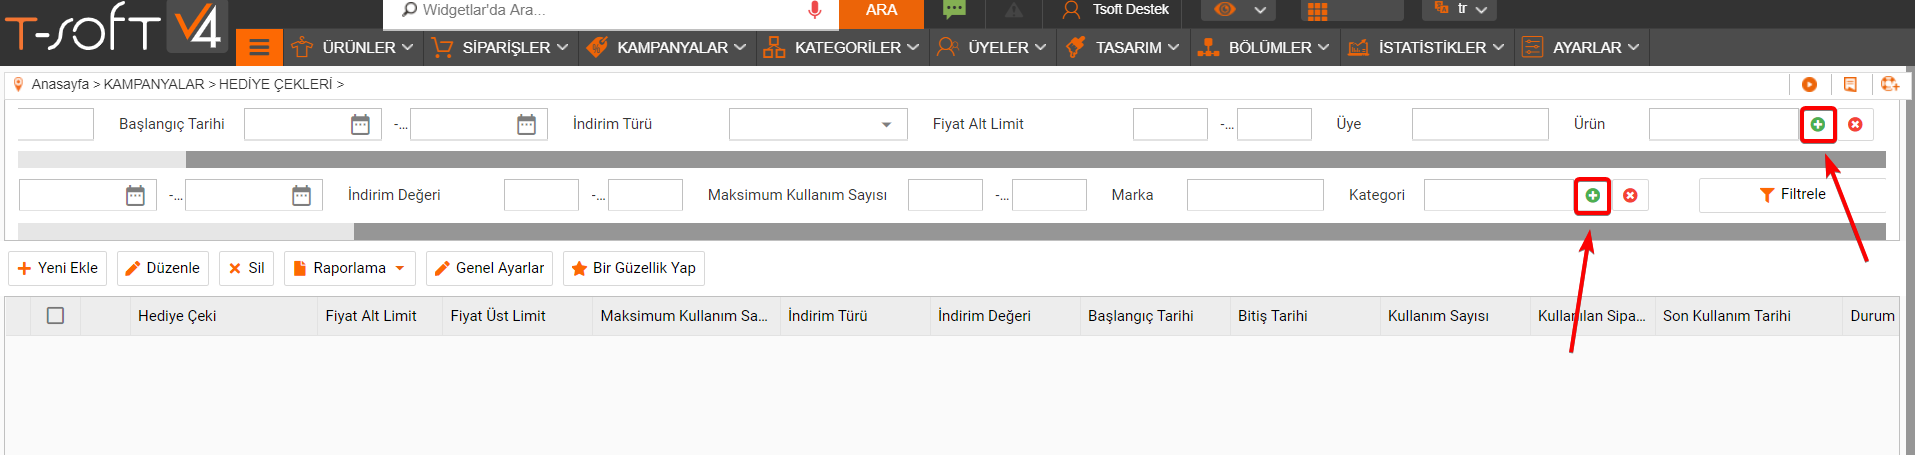 T-SOFT V4
Widgetlar'da Ara...
ARA
Tsoft Destek
tr
ÜRÜNLER
SİPARİŞLER
KAMPANYALAR
KATEGORİLER
ÜYELER
TASARIM
BÖLÜMLER
İSTATİSTİKLER
AYARLAR
Anasayfa > KAMPANYALAR > HEDİYE ÇEKLERİ >
Başlangıç Tarihi -... İndirim Türü Fiyat Alt Limit -... Üye Ürün
-... İndirim Değeri -... Maksimum Kullanım Sayısı -... Marka Kategori Filtrele
Yeni Ekle Düzenle Sil Raporlama Genel Ayarlar Bir Güzellik Yap
Hediye Çeki Fiyat Alt Limit Fiyat Üst Limit Maksimum Kullanım Sa... İndirim Türü İndirim Değeri Başlangıç Tarihi Bitiş Tarihi Kullanım Sayısı Kullanılan Sipa... Son Kullanım Tarihi Durum